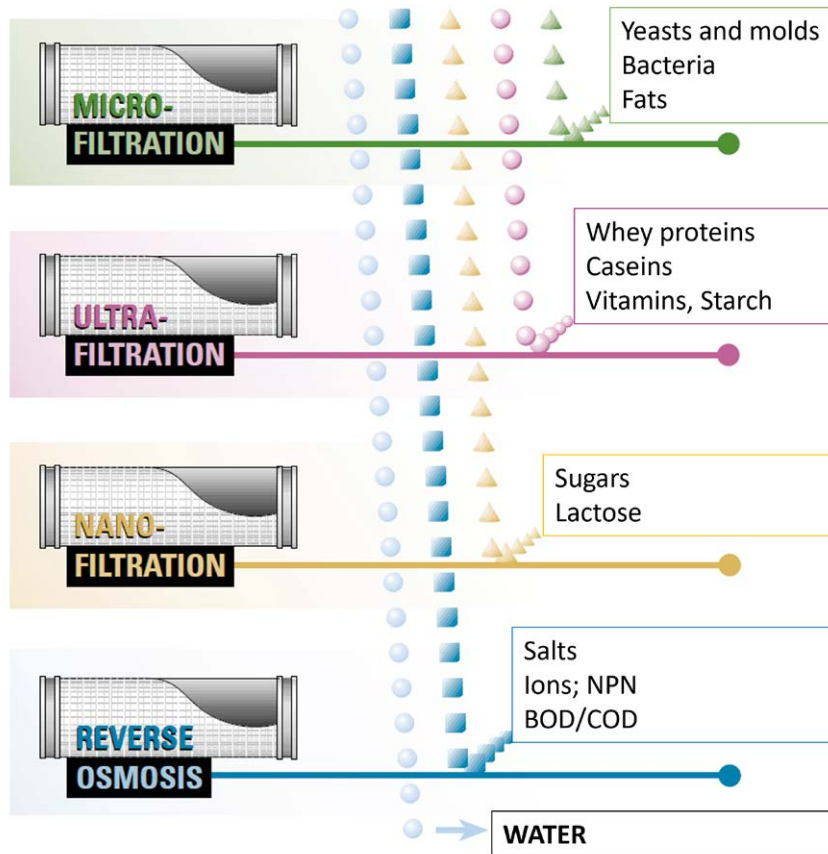 MICRO-
FILTRATION
Yeasts and molds
Bacteria
Fats
ULTRA-
FILTRATION
Whey proteins
Caseins
Vitamins, Starch
NANO-
FILTRATION
Sugars
Lactose
REVERSE
OSMOSIS
Salts
Ions; NPN
BOD/COD
WATER